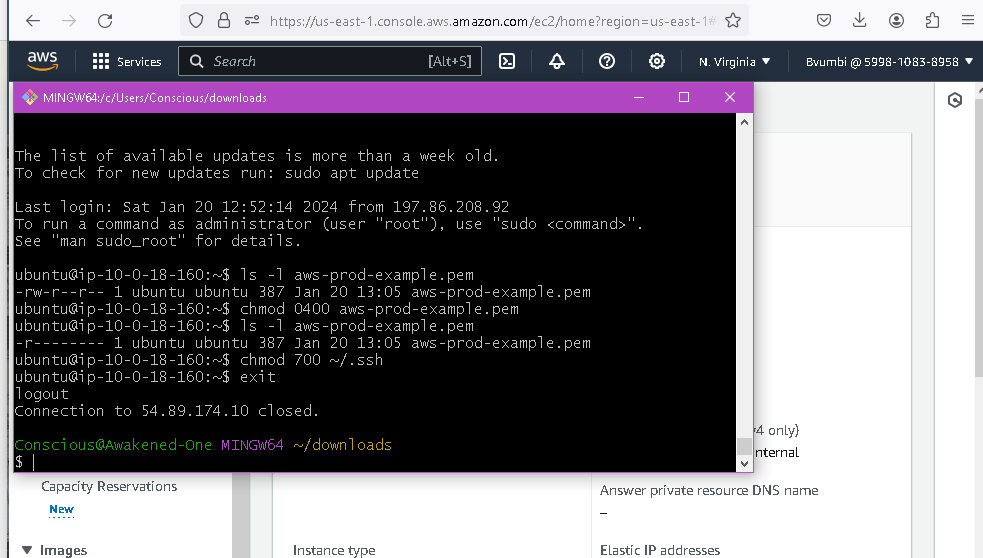 https://us-east-1.console.aws.amazon.com/ec2/home?region=us-east-1#
aws
Services
Search
[Alt+S]
N. Virginia ▼
Bvumbi @ 5998-1083-8958 ▼
MINGW64:/c/Users/Conscious/downloads
The list of available updates is more than a week old.
To check for new updates run: sudo apt update
Last login: Sat Jan 20 12:52:14 2024 from 197.86.208.92
To run a command as administrator (user "root"), use "sudo <command>".
See "man sudo_root" for details.
ubuntu@ip-10-0-18-160:~$ ls -l aws-prod-example.pem
-rw-r--r-- 1 ubuntu ubuntu 387 Jan 20 13:05 aws-prod-example.pem
ubuntu@ip-10-0-18-160:~$ chmod 0400 aws-prod-example.pem
ubuntu@ip-10-0-18-160:~$ ls -l aws-prod-example.pem
-r-------- 1 ubuntu ubuntu 387 Jan 20 13:05 aws-prod-example.pem
ubuntu@ip-10-0-18-160:~$ chmod 700 ~/.ssh
ubuntu@ip-10-0-18-160:~$ exit
logout
Connection to 54.89.174.10 closed.
Conscious@Awakened-One MINGW64 ~/downloads
$
v4 only)
nternal
Capacity Reservations
New
Answer private resource DNS name
–
▼ Images
Instance type
Elastic IP addresses